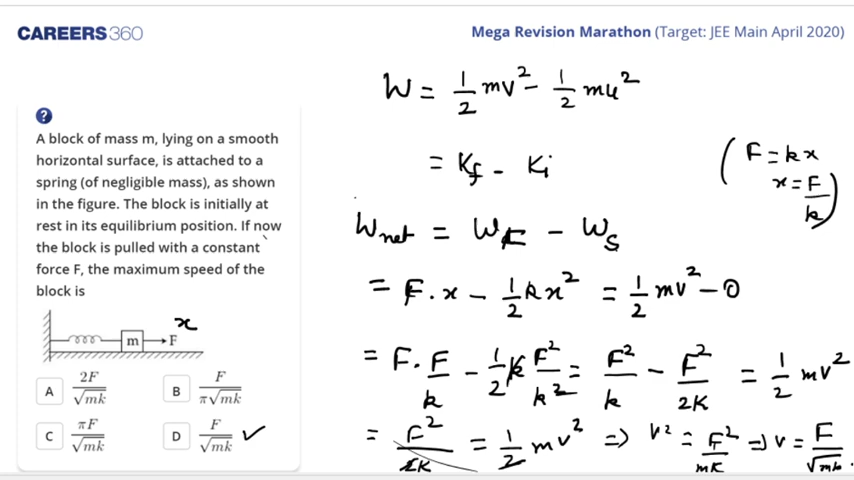 CAREERS360
Mega Revision Marathon (Target: JEE Main April 2020)
?
A block of mass m, lying on a smooth
horizontal surface, is attached to a
spring (of negligible mass), as shown
in the figure. The block is initially at
rest in its equilibrium position. If now
the block is pulled with a constant
force F, the maximum speed of the
block is
x
m F
A 2F/√mk
B F/π√mk
C πF/√mk
D F/√mk ✓
W = 1/2 mv² - 1/2 mu²
= Kf - Ki
(F = kx
x = F/k)
Wnet = WF - WS
= F.x - 1/2 kx² = 1/2 mv² - 0
= F.F/k - 1/2 k F²/k² = F²/k - F²/2K = 1/2 mv²
= F²/2K = 1/2 mv² => v² = F²/mK => v = F/√mk.